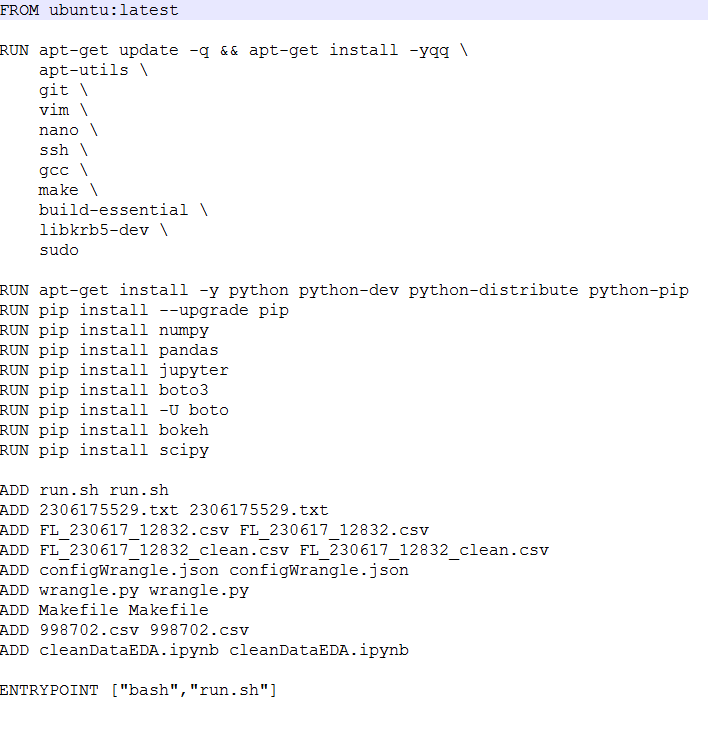 FROM ubuntu:latest
RUN apt-get update -q && apt-get install -yqq \
apt-utils \
git \
vim \
nano \
ssh \
gcc \
make \
build-essential \
libkrb5-dev \
sudo
RUN apt-get install -y python python-dev python-distribute python-pip
RUN pip install --upgrade pip
RUN pip install numpy
RUN pip install pandas
RUN pip install jupyter
RUN pip install boto3
RUN pip install -U boto
RUN pip install bokeh
RUN pip install scipy
ADD run.sh run.sh
ADD 2306175529.txt 2306175529.txt
ADD FL_230617_12832.csv FL_230617_12832.csv
ADD FL_230617_12832_clean.csv FL_230617_12832_clean.csv
ADD configWrangle.json configWrangle.json
ADD wrangle.py wrangle.py
ADD Makefile Makefile
ADD 998702.csv 998702.csv
ADD cleanDataEDA.ipynb cleanDataEDA.ipynb
ENTRYPOINT ["bash","run.sh"]